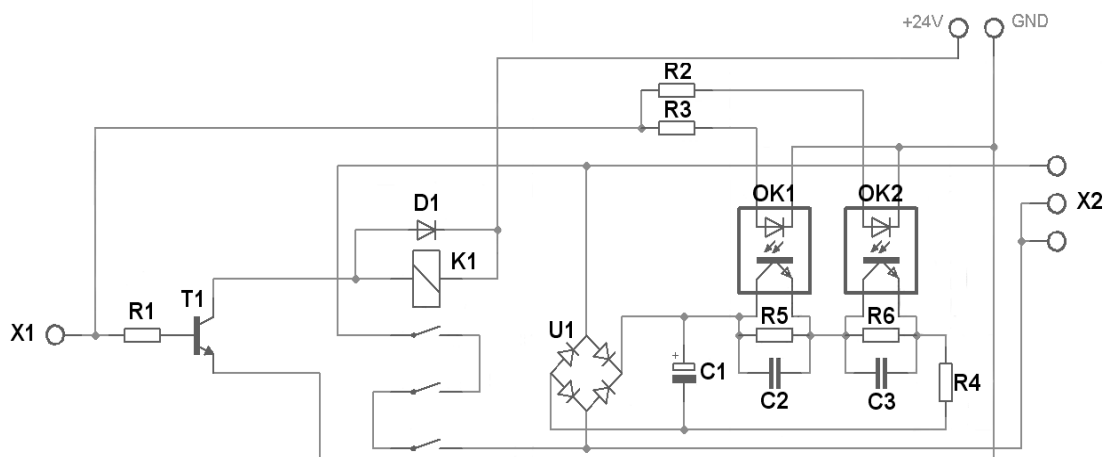 +24V GND
R2
R3
OK1 OK2
X2
D1
K1
R1 T1
X1
U1 R5 R6
+
C1 R4
C2 C3